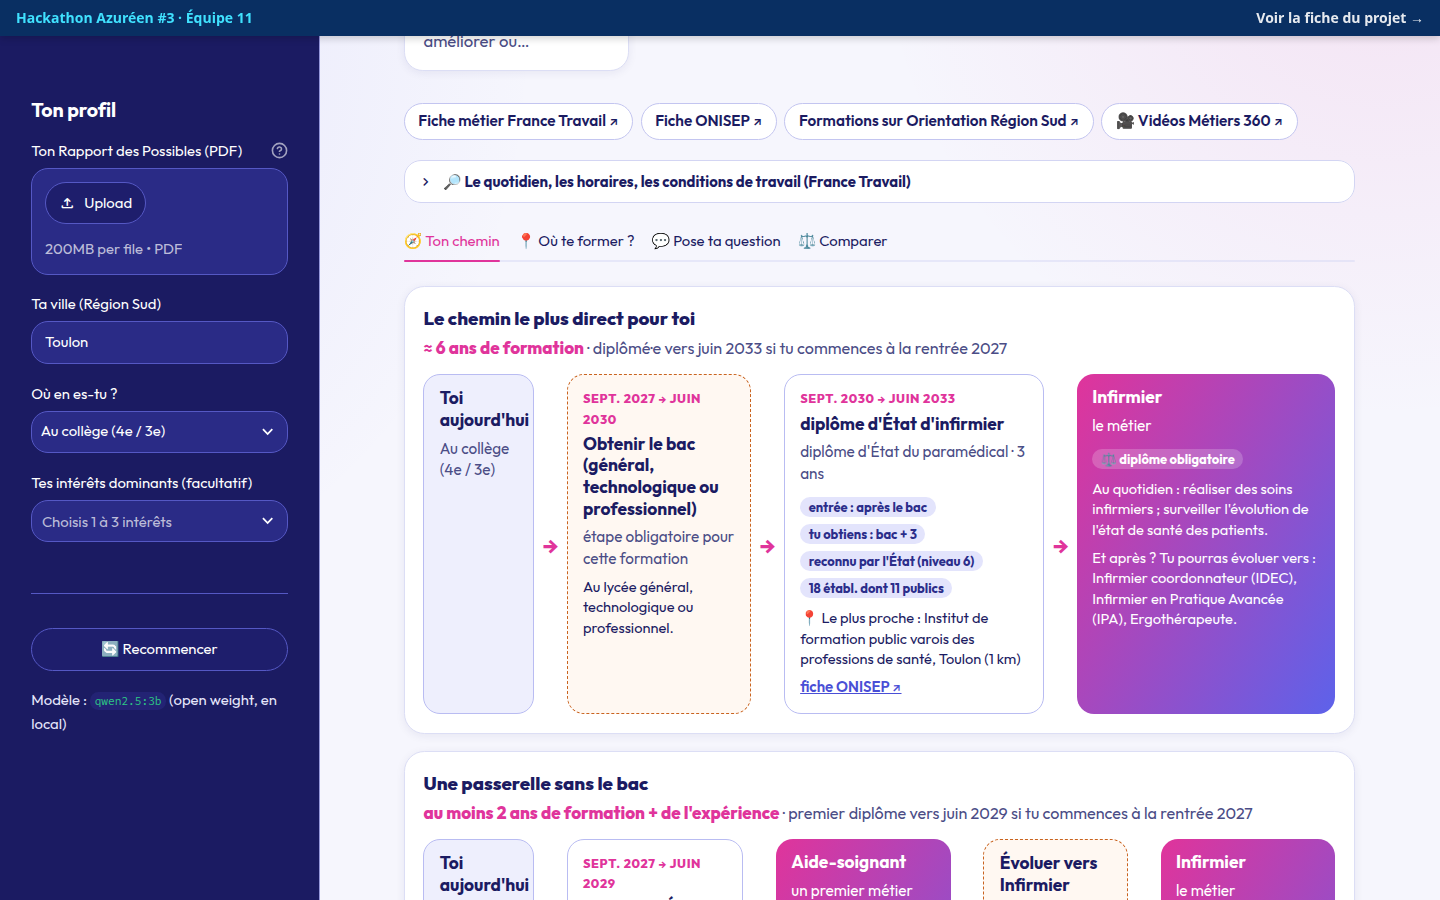 Hackathon Azuréen #3 · Équipe 11
Voir la fiche du projet →
Ton profil
Ton Rapport des Possibles (PDF)
Upload
200MB per file • PDF
Ta ville (Région Sud)
Toulon
Où en es-tu ?
Au collège (4e / 3e)
Tes intérêts dominants (facultatif)
Choisis 1 à 3 intérêts
🔄 Recommencer
Modèle : qwen2.5:3b (open weight, en
local)
améliorer ou...
Fiche métier France Travail ↗
Fiche ONISEP ↗
Formations sur Orientation Région Sud ↗
🎥 Vidéos Métiers 360 ↗
🔎 Le quotidien, les horaires, les conditions de travail (France Travail)
🧭 Ton chemin
📍 Où te former ?
💬 Pose ta question
⚖️ Comparer
Le chemin le plus direct pour toi
≈ 6 ans de formation · diplômé·e vers juin 2033 si tu commences à la rentrée 2027
Toi
aujourd'hui
Au collège
(4e / 3e)
→
SEPT. 2027 → JUIN
2030
Obtenir le bac
(général,
technologique ou
professionnel)
étape obligatoire pour
cette formation
Au lycée général,
technologique ou
professionnel.
→
SEPT. 2030 → JUIN 2033
diplôme d'État d'infirmier
diplôme d'État du paramédical · 3
ans
entrée : après le bac
tu obtiens : bac + 3
reconnu par l'État (niveau 6)
18 établ. dont 11 publics
📍 Le plus proche : Institut de
formation public varois des
professions de santé, Toulon (1 km)
fiche ONISEP ↗
→
Infirmier
le métier
⚖️ diplôme obligatoire
Au quotidien : réaliser des soins
infirmiers ; surveiller l'évolution de
l'état de santé des patients.
Et après ? Tu pourras évoluer vers :
Infirmier coordonnateur (IDEC),
Infirmier en Pratique Avancée
(IPA), Ergothérapeute.
Une passerelle sans le bac
au moins 2 ans de formation + de l'expérience · premier diplôme vers juin 2029 si tu commences à la rentrée 2027
Toi
aujourd'hui
SEPT. 2027 → JUIN
2029
Aide-soignant
un premier métier
Évoluer vers
Infirmier
Infirmier
le métier